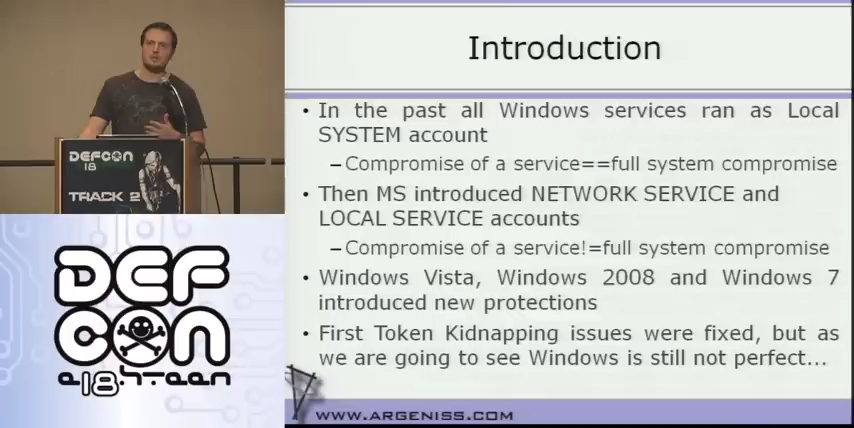 Introduction
• In the past all Windows services ran as Local
SYSTEM account
–Compromise of a service==full system compromise
• Then MS introduced NETWORK SERVICE and
LOCAL SERVICE accounts
–Compromise of a service!=full system compromise
• Windows Vista, Windows 2008 and Windows 7
introduced new protections
• First Token Kidnapping issues were fixed, but as
we are going to see Windows is still not perfect...
WWW.ARGENISS.COM
DEFCON
18
TRACK 2
DEF
CON
e18hteen